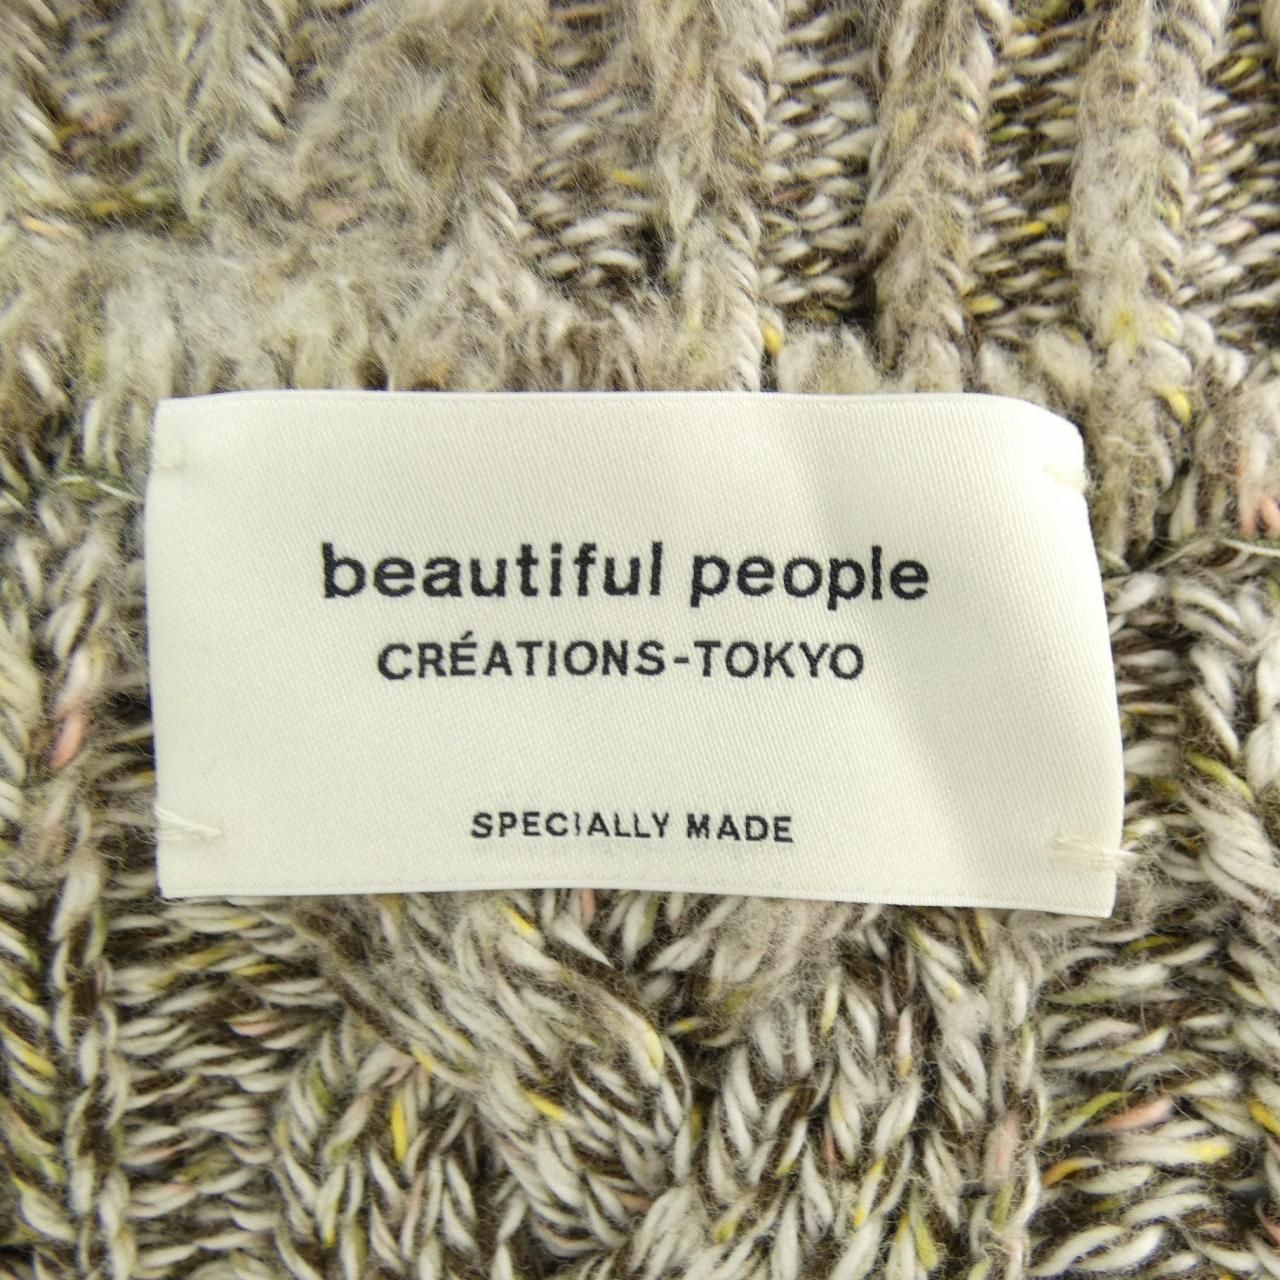 beautiful people
CRÉATIONS-TOKYO
SPECIALLY MADE